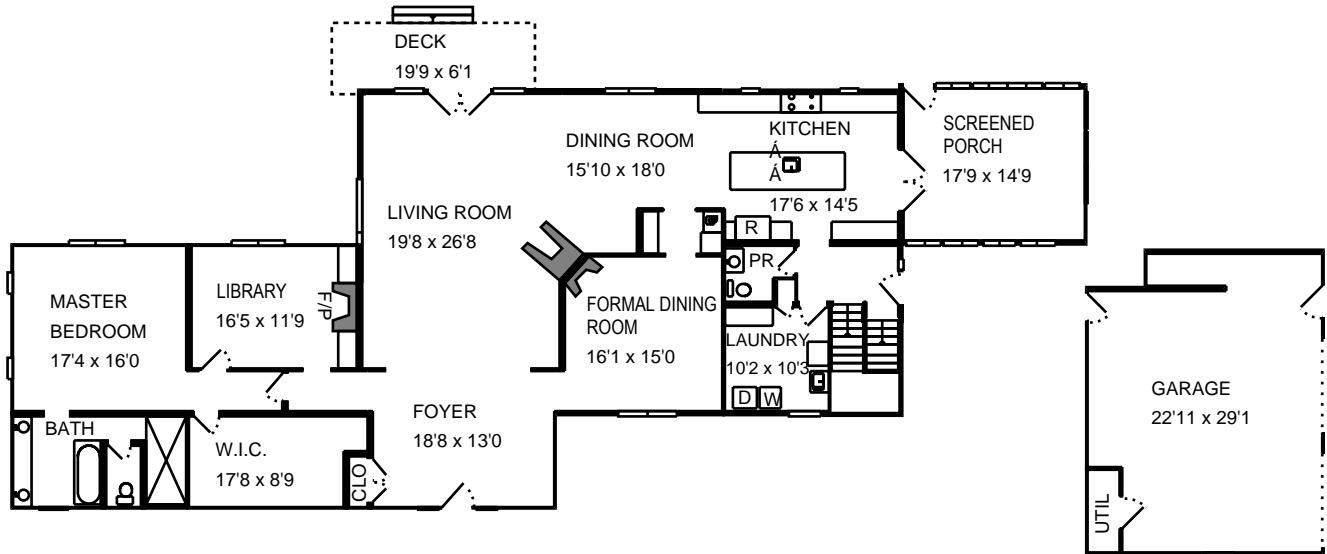 DECK
19'9 x 6'1
DINING ROOM
15'10 x 18'0
KITCHEN
Á
Á
17'6 x 14'5
SCREENED
PORCH
17'9 x 14'9
LIVING ROOM
19'8 x 26'8
R
PR
MASTER
BEDROOM
17'4 x 16'0
LIBRARY
16'5 x 11'9
F/P
FORMAL DINING
ROOM
16'1 x 15'0
LAUNDRY
10'2 x 10'3
D
W
GARAGE
22'11 x 29'1
UTIL
BATH
W.I.C.
17'8 x 8'9
CLO
FOYER
18'8 x 13'0